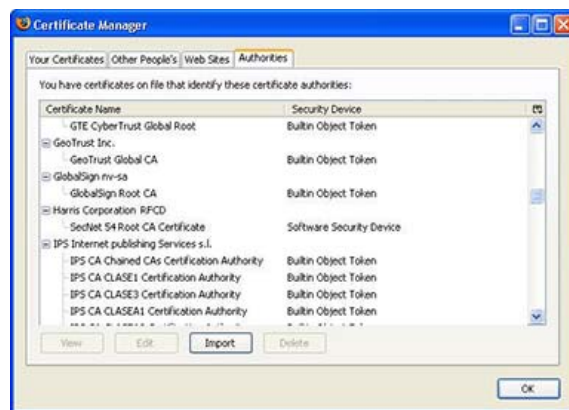 Certificate Manager
Your Certificates Other People's Web Sites Authorities
You have certificates on file that identify these certificate authorities:
Certificate Name Security Device
GTE CyberTrust Global Root Builtin Object Token
GeoTrust Inc.
GeoTrust Global CA Builtin Object Token
GlobalSign nv-sa
GlobalSign Root CA Builtin Object Token
Harris Corporation RFCD
SecNet 54 Root CA Certificate Software Security Device
IPS Internet publishing Services s.l.
IPS CA Chained CAs Certification Authority Builtin Object Token
IPS CA CLASE1 Certification Authority Builtin Object Token
IPS CA CLASE3 Certification Authority Builtin Object Token
IPS CA CLASEA1 Certification Authority Builtin Object Token
View Edit Import Delete
OK